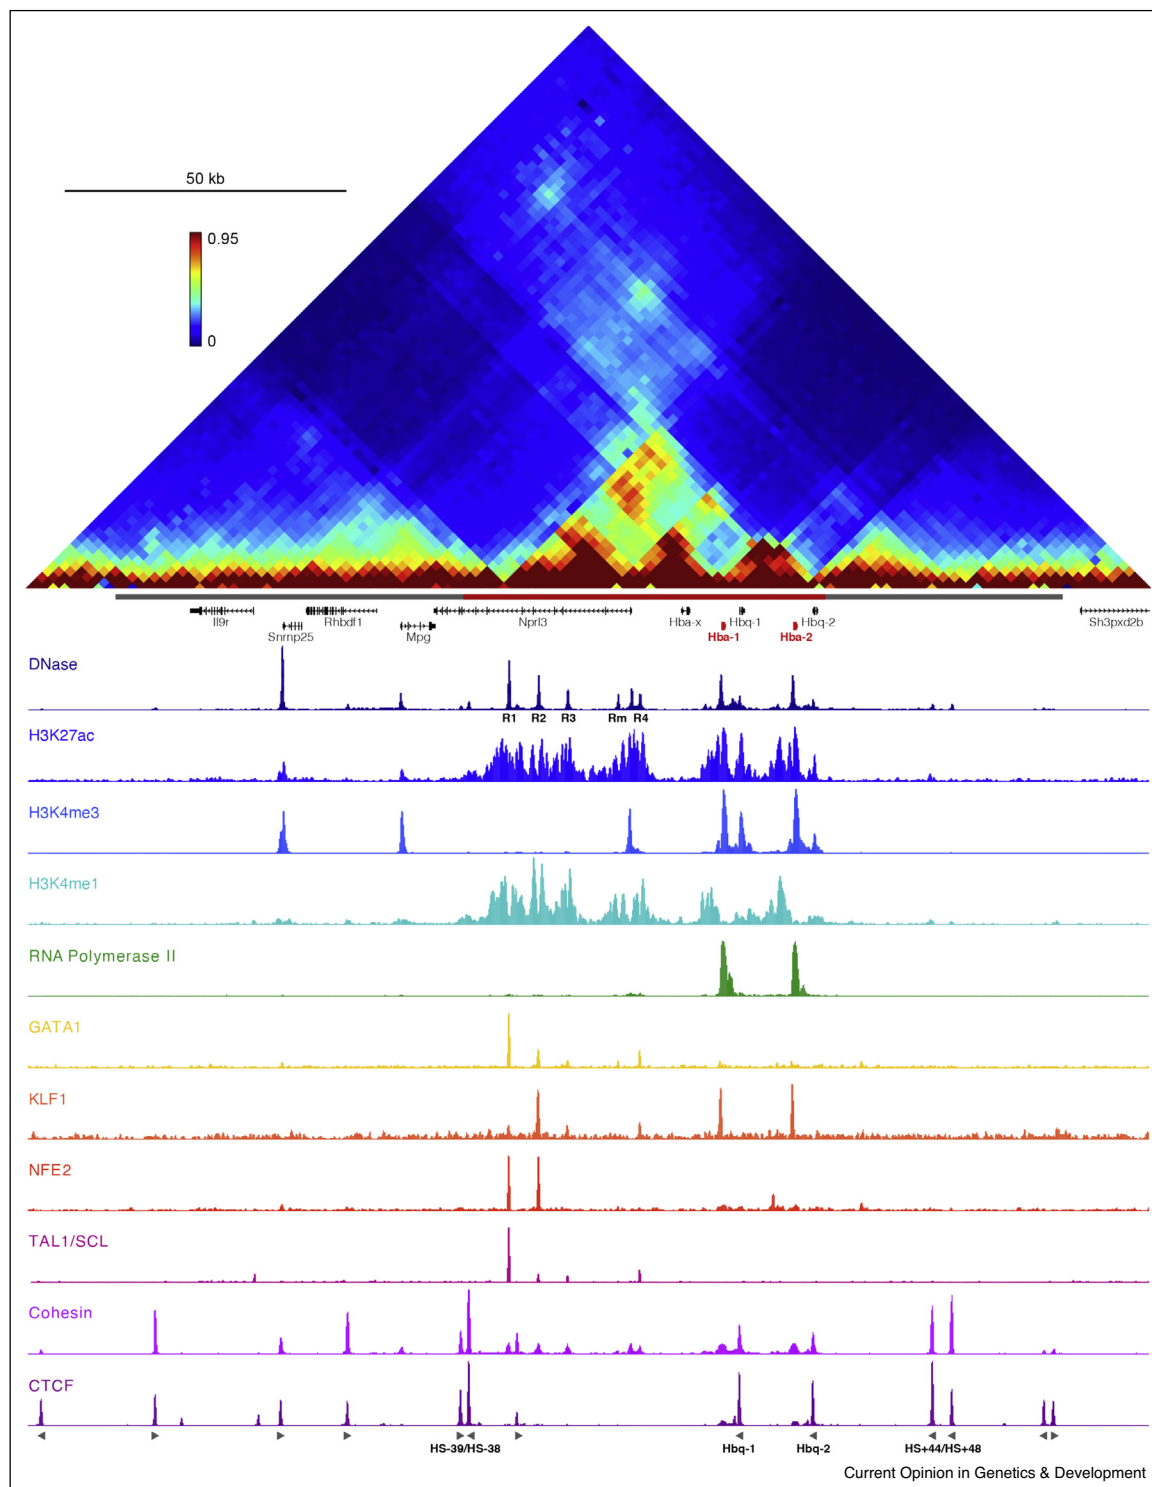 50 kb
0.95
0
Il9r
Rhbdf1
Nprl3
Hba-x
Hbq-1
Hbq-2
Sh3pxd2b
Snrnp25
Mpg
Hba-1
Hba-2
DNase
R1 R2 R3 Rm R4
H3K27ac
H3K4me3
H3K4me1
RNA Polymerase II
GATA1
KLF1
NFE2
TAL1/SCL
Cohesin
CTCF
HS-39/HS-38 Hbq-1 Hbq-2 HS+44/HS+48
Current Opinion in Genetics & Development